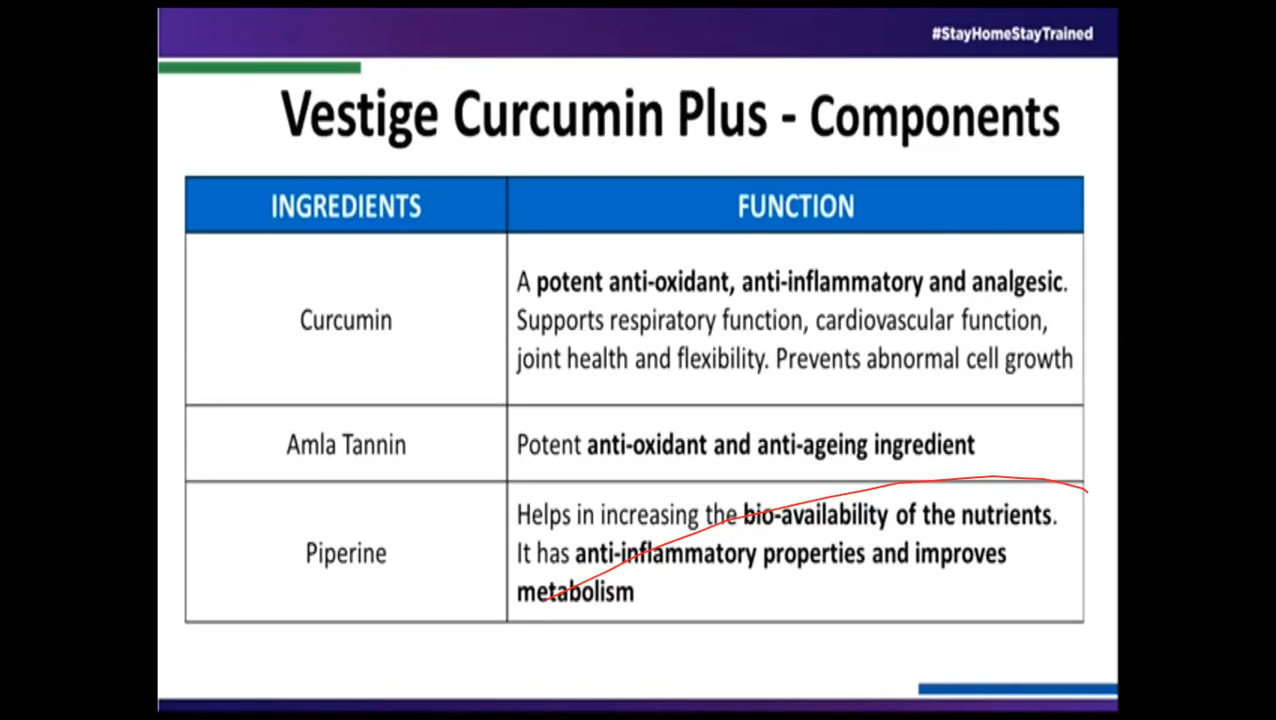 #StayHomeStayTrained
Vestige Curcumin Plus - Components
INGREDIENTS
FUNCTION
Curcumin
A potent anti-oxidant, anti-inflammatory and analgesic.
Supports respiratory function, cardiovascular function,
joint health and flexibility. Prevents abnormal cell growth
Amla Tannin
Potent anti-oxidant and anti-ageing ingredient
Piperine
Helps in increasing the bio-availability of the nutrients.
It has anti-inflammatory properties and improves
metabolism